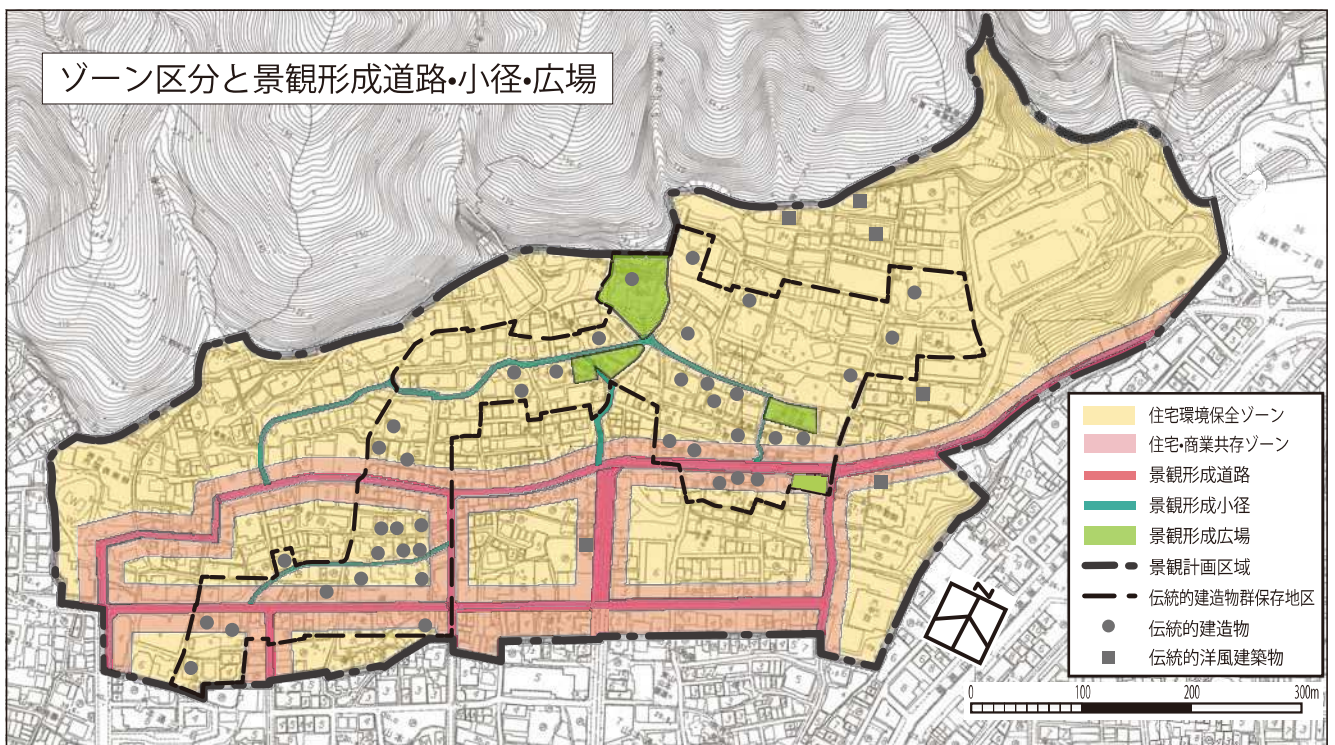 ゾーン区分と景観形成道路・小径・広場
住宅環境保全ゾーン
住宅・商業共存ゾーン
景観形成道路
景観形成小径
景観形成広場
景観計画区域
伝統的建造物群保存地区
伝統的建造物
伝統的洋風建築物
0 100 200 300m